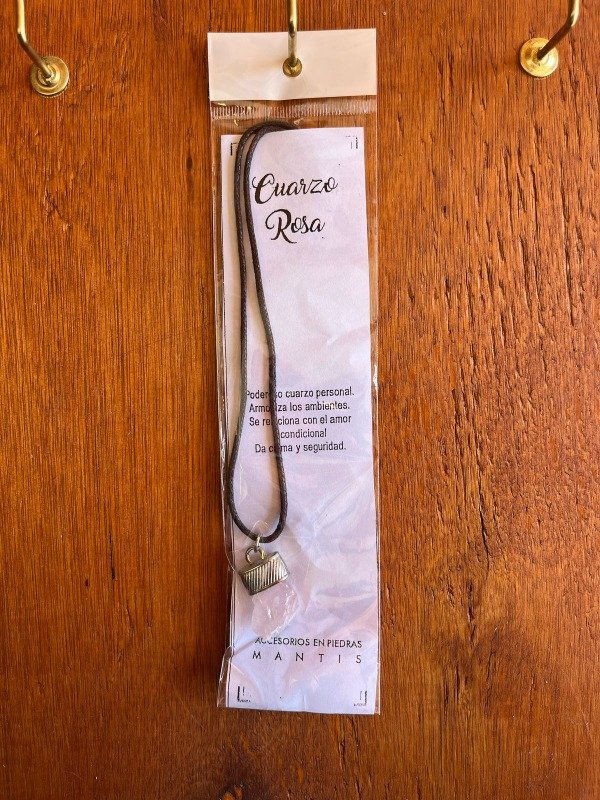 Cuarzo
Rosa
Poderoso cuarzo personal.
Armoniza los ambientes.
Se relaciona con el amor
condicional
Da calma y seguridad.
ACCESORIOS EN PIEDRAS
MANTIS